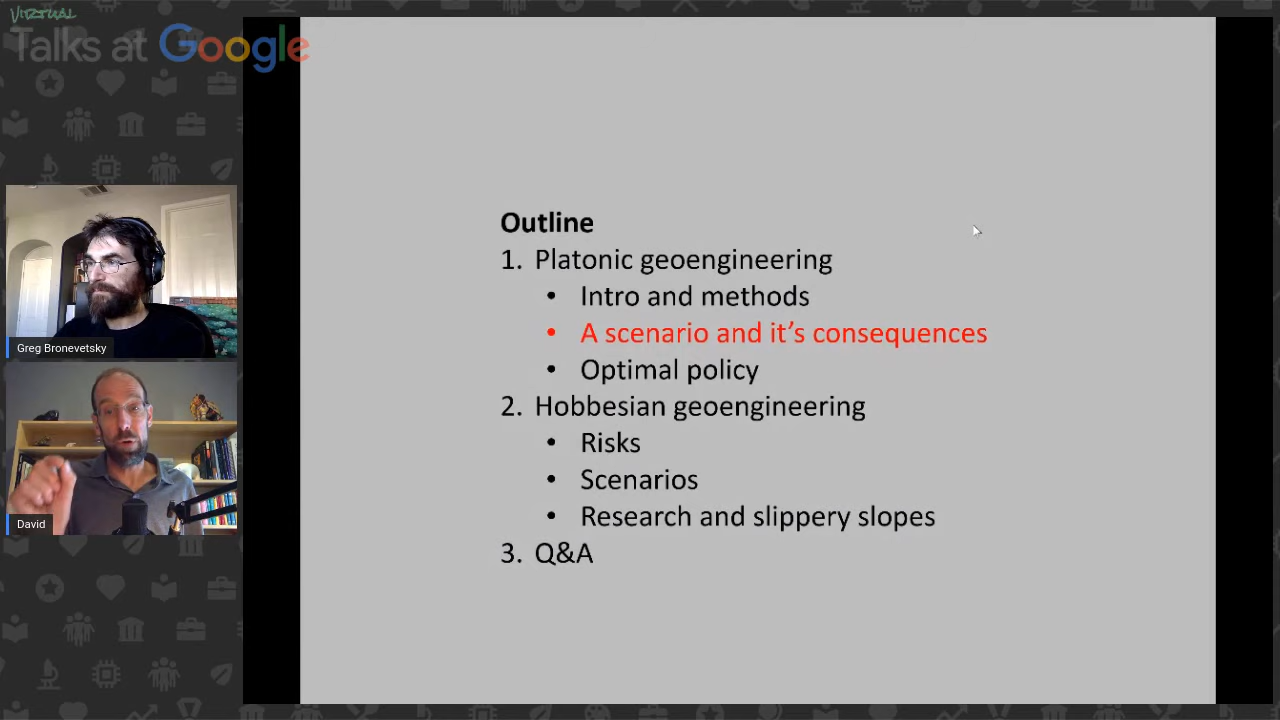 VIRTUAL
Talks at Google
Outline
1. Platonic geoengineering
• Intro and methods
• A scenario and it’s consequences
• Optimal policy
2. Hobbesian geoengineering
• Risks
• Scenarios
• Research and slippery slopes
3. Q&A
Greg Bronevetsky
David